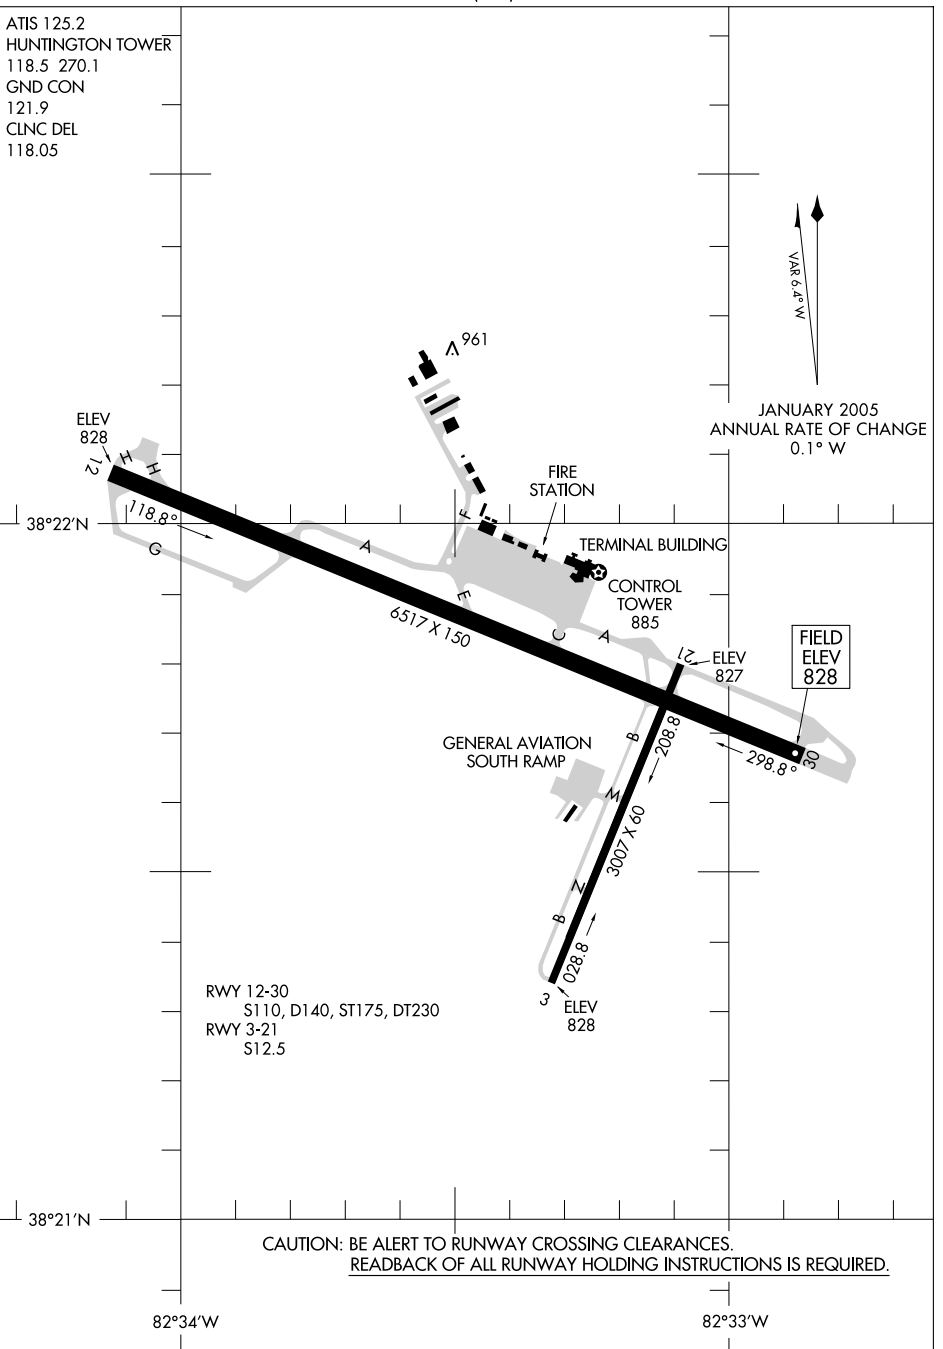 ATIS 125.2
HUNTINGTON TOWER
118.5 270.1
GND CON
121.9
CLNC DEL
118.05
VAR 6.4° W
JANUARY 2005
ANNUAL RATE OF CHANGE
0.1° W
961
ELEV
828
12
H
H
118.8°
G
A
F
FIRE
STATION
38°22'N
TERMINAL BUILDING
CONTROL
TOWER
885
E
6517 X 150
C
A
21
ELEV
827
FIELD
ELEV
828
GENERAL AVIATION
SOUTH RAMP
B
208.8
298.8°
30
M
3007 X 60
N
B
028.8
3
ELEV
828
RWY 12-30
S110, D140, ST175, DT230
RWY 3-21
S12.5
38°21'N
CAUTION: BE ALERT TO RUNWAY CROSSING CLEARANCES.
READBACK OF ALL RUNWAY HOLDING INSTRUCTIONS IS REQUIRED.
82°34'W
82°33'W